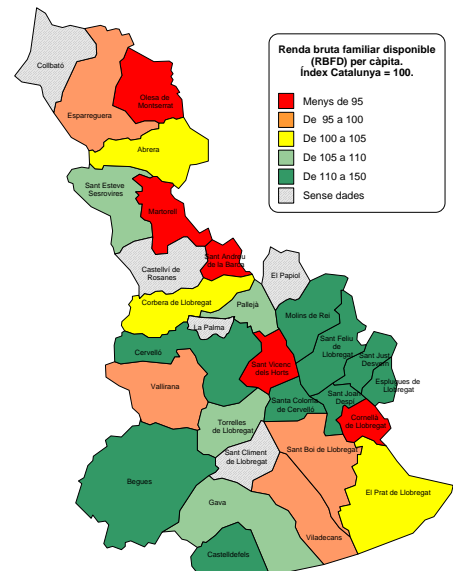 Renda bruta familiar disponible
(RBFD) per càpita.
Índex Catalunya = 100.
Menys de 95
De 95 a 100
De 100 a 105
De 105 a 110
De 110 a 150
Sense dades
Collbató
Olesa de
Montserrat
Esparreguera
Abrera
Sant Esteve
Sesrovires
Martorell
Castellví de
Rosanes
Sant Andreu
de la Barca
El Papiol
Corbera de Llobregat
Pallejà
La Palma
Molins de Rei
Cervelló
Sant Feliu
de
Llobregat
Sant Just
Desvern
Sant Vicenç
dels Horts
Vallirana
Esplugues de
Llobregat
Santa Coloma
de Cervelló
Sant Joan
Despí
Cornellà
de Llobregat
Torrelles
de Llobregat
Sant Climent
de Llobregat
Sant Boi de Llobregat
Begues
El Prat de Llobregat
Gava
Viladecans
Castelldefels